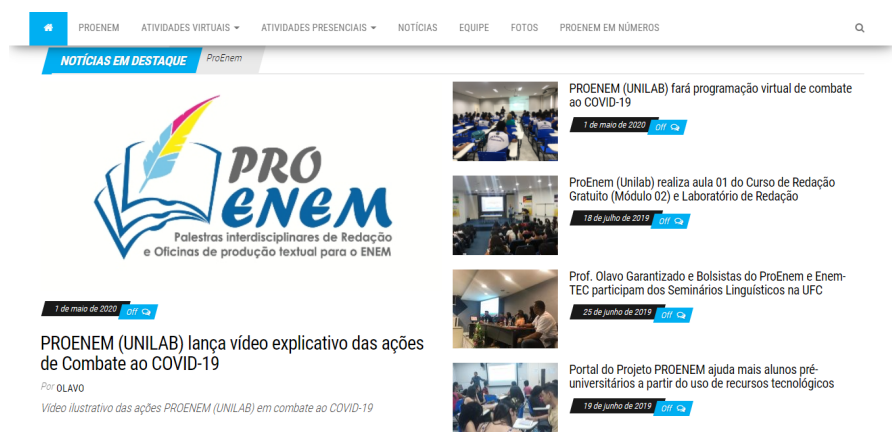 PROENEM ATIVIDADES VIRTUAIS ATIVIDADES PRESENCIAIS NOTÍCIAS EQUIPE FOTOS PROENEM EM NÚMEROS
NOTÍCIAS EM DESTAQUE ProEnem
PRO
ENEM
Palestras interdisciplinares de Redação
e Oficinas de produção textual para o ENEM
1 de maio de 2020 Off
PROENEM (UNILAB) lança vídeo explicativo das ações
de Combate ao COVID-19
Por OLAVO
Vídeo ilustrativo das ações PROENEM (UNILAB) em combate ao COVID-19
PROENEM (UNILAB) fará programação virtual de combate
ao COVID-19
1 de maio de 2020 Off
ProEnem (Unilab) realiza aula 01 do Curso de Redação
Gratuito (Módulo 02) e Laboratório de Redação
18 de julho de 2019 Off
Prof. Olavo Garantizado e Bolsistas do ProEnem e Enem-
TEC participam dos Seminários Linguísticos na UFC
25 de junho de 2019 Off
Portal do Projeto PROENEM ajuda mais alunos pré-
universitários a partir do uso de recursos tecnológicos
19 de junho de 2019 Off